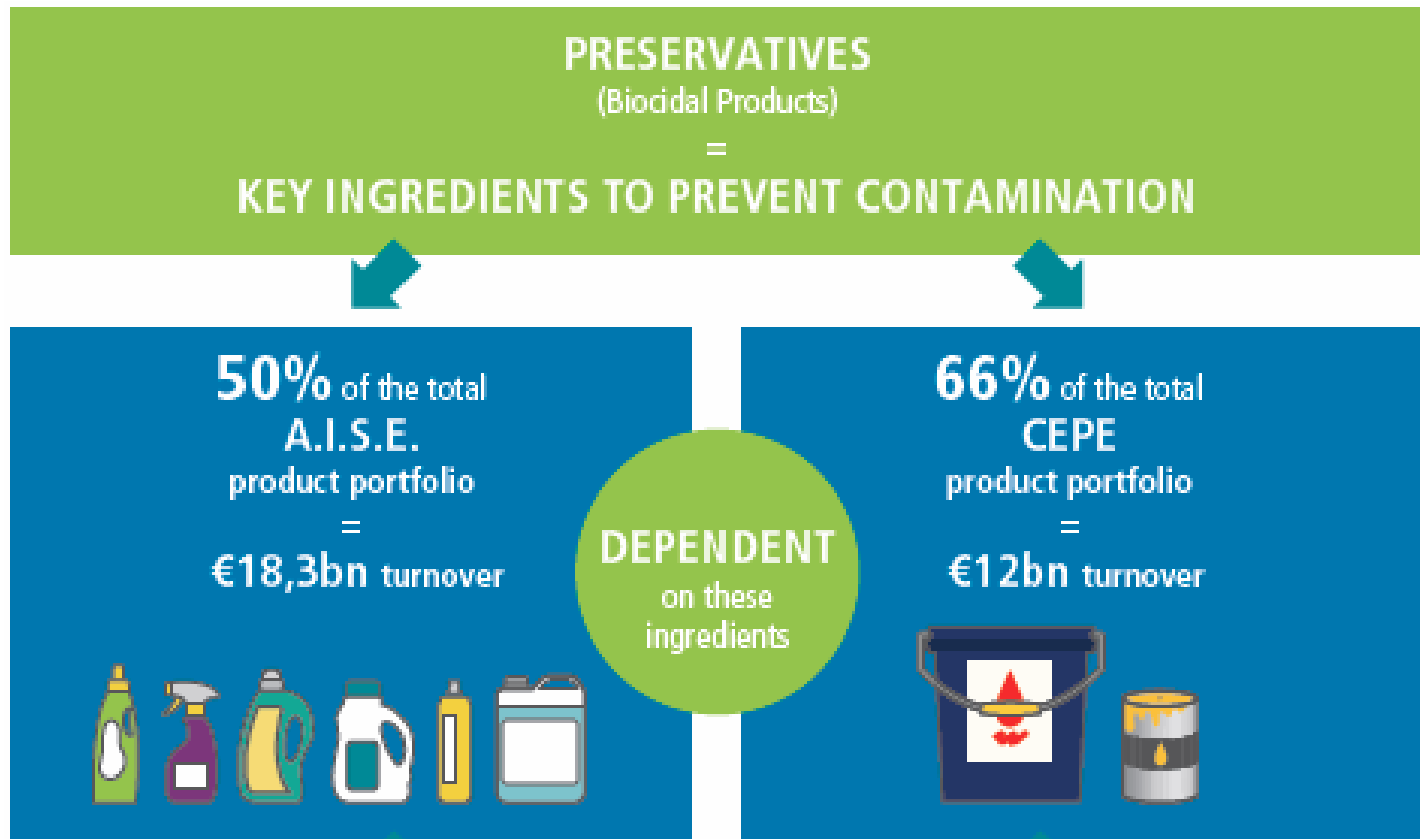 PRESERVATIVES
(Biocidal Products)
=
KEY INGREDIENTS TO PREVENT CONTAMINATION
50% of the total
A.I.S.E.
product portfolio
=
€18,3bn turnover
DEPENDENT
on these
ingredients
66% of the total
CEPE
product portfolio
=
€12bn turnover